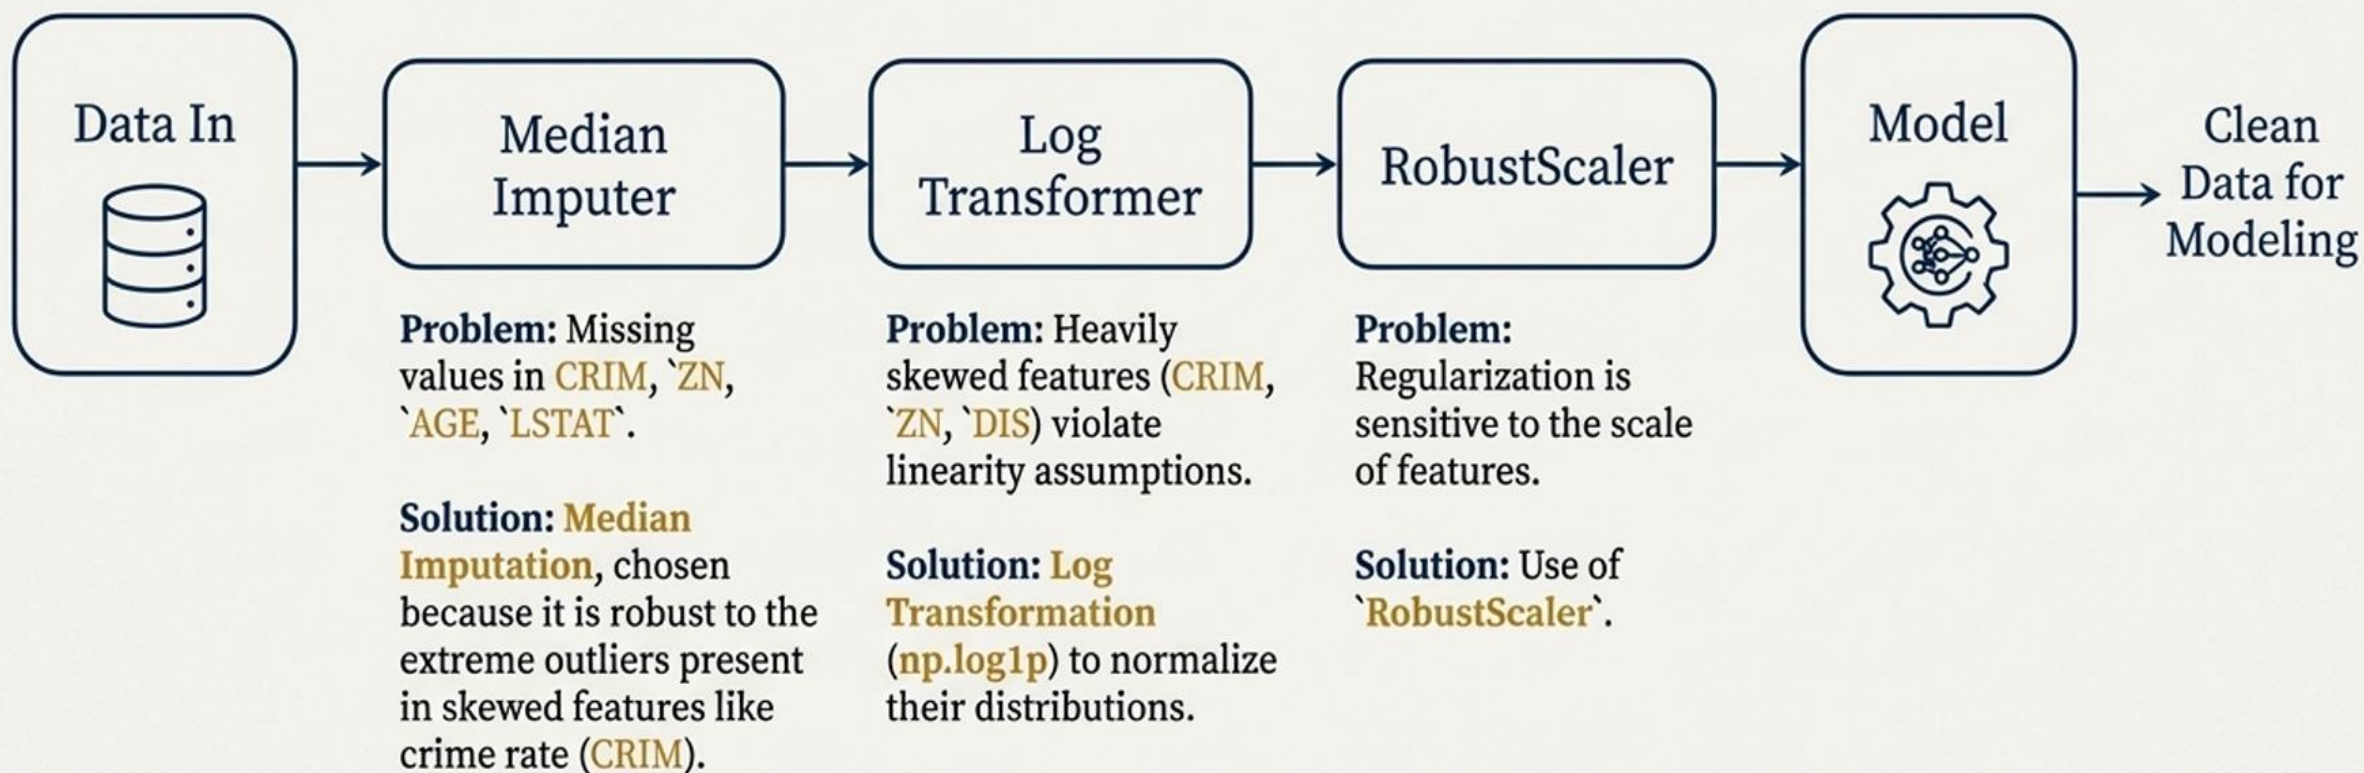 Data In
Median
Imputer
Log
Transformer
RobustScaler
Model
Clean
Data for
Modeling
Problem: Missing
values in CRIM, `ZN,
`AGE, `LSTAT`.
Solution: Median
Imputation, chosen
because it is robust to the
extreme outliers present
in skewed features like
crime rate (CRIM).
Problem: Heavily
skewed features (CRIM,
`ZN, `DIS) violate
linearity assumptions.
Solution: Log
Transformation
(np.log1p) to normalize
their distributions.
Problem:
Regularization is
sensitive to the scale
of features.
Solution: Use of
`RobustScaler`.